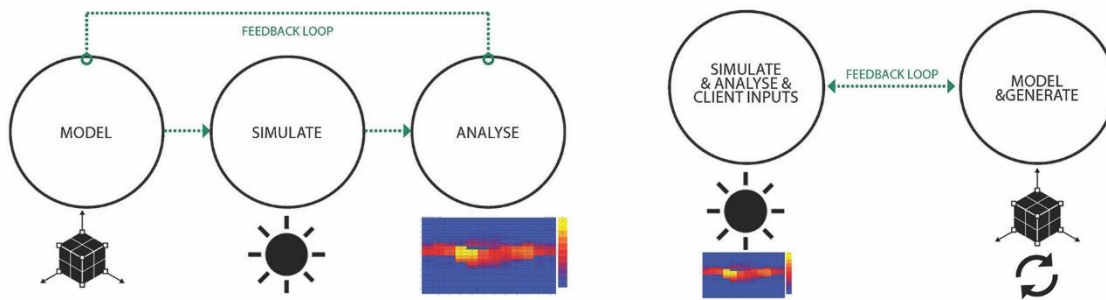 FEEDBACK LOOP
MODEL
SIMULATE
ANALYSE
SIMULATE
& ANALYSE &
CLIENT INPUTS
FEEDBACK LOOP
MODEL
&GENERATE